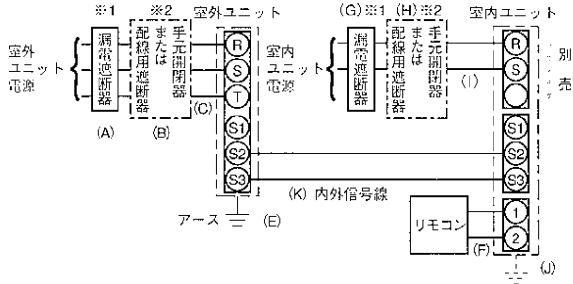 ※1
※2
室外ユニット
室外
ユニット
電源
漏電遮断器
手元開閉器
または
配線用遮断器
R
S
T
S1
S2
S3
(A)
(B)
(C)
アース
(E)
(G)※1
(H)※2
室内ユニット
室内
ユニット
電源
漏電遮断器
手元開閉器
または
配線用遮断器
(I)
R
S
S1
S2
S3
1
2
別
売
(K) 内外信号線
リモコン
(F)
(J)